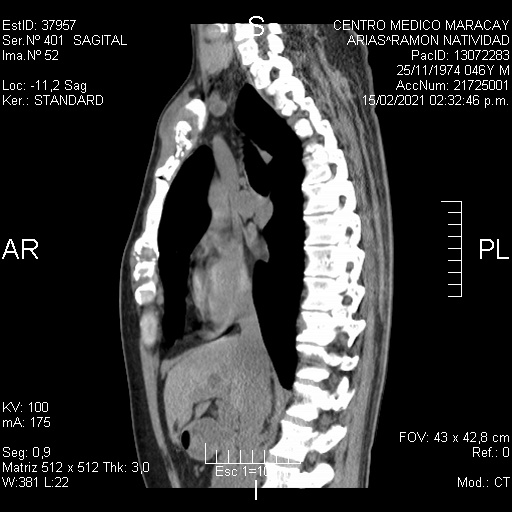 EstID: 37957
Ser.Nº 401 SAGITAL
Ima.Nº 52
Loc: -11,2 Sag
Ker.: STANDARD
S
CENTRO MEDICO MARACAY
ARIAS^RAMON NATIVIDAD
PacID: 13072283
25/11/1974 046Y M
AccNum: 21725001
15/02/2021 02:32:46 p.m.
AR
PL
KV: 100
mA: 175
Seg: 0,9
Matriz 512 x 512 Thk: 3,0
W:381 L:22
I
FOV: 43 x 42,8 cm
Ref.: 0
Mod.: CT